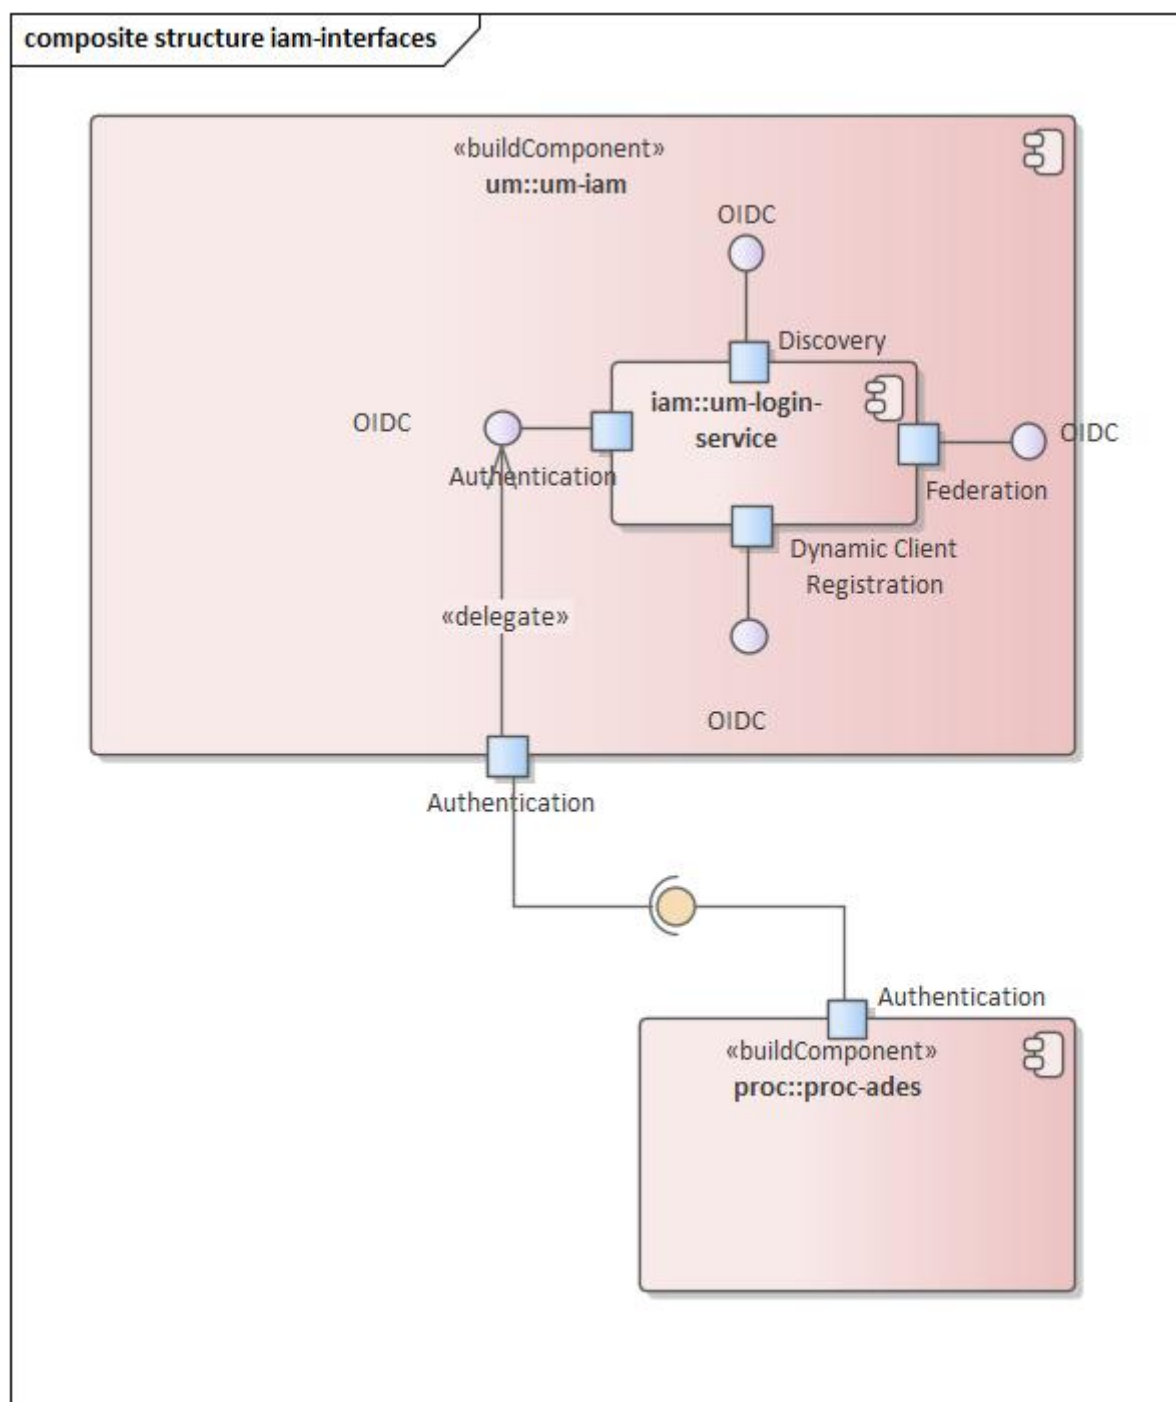 composite structure iam-interfaces
«buildComponent»
um::um-iam
OIDC
Discovery
iam::um-login-
service
OIDC
Authentication
OIDC
Federation
Dynamic Client
Registration
«delegate»
OIDC
Authentication
Authentication
«buildComponent»
proc::proc-ades